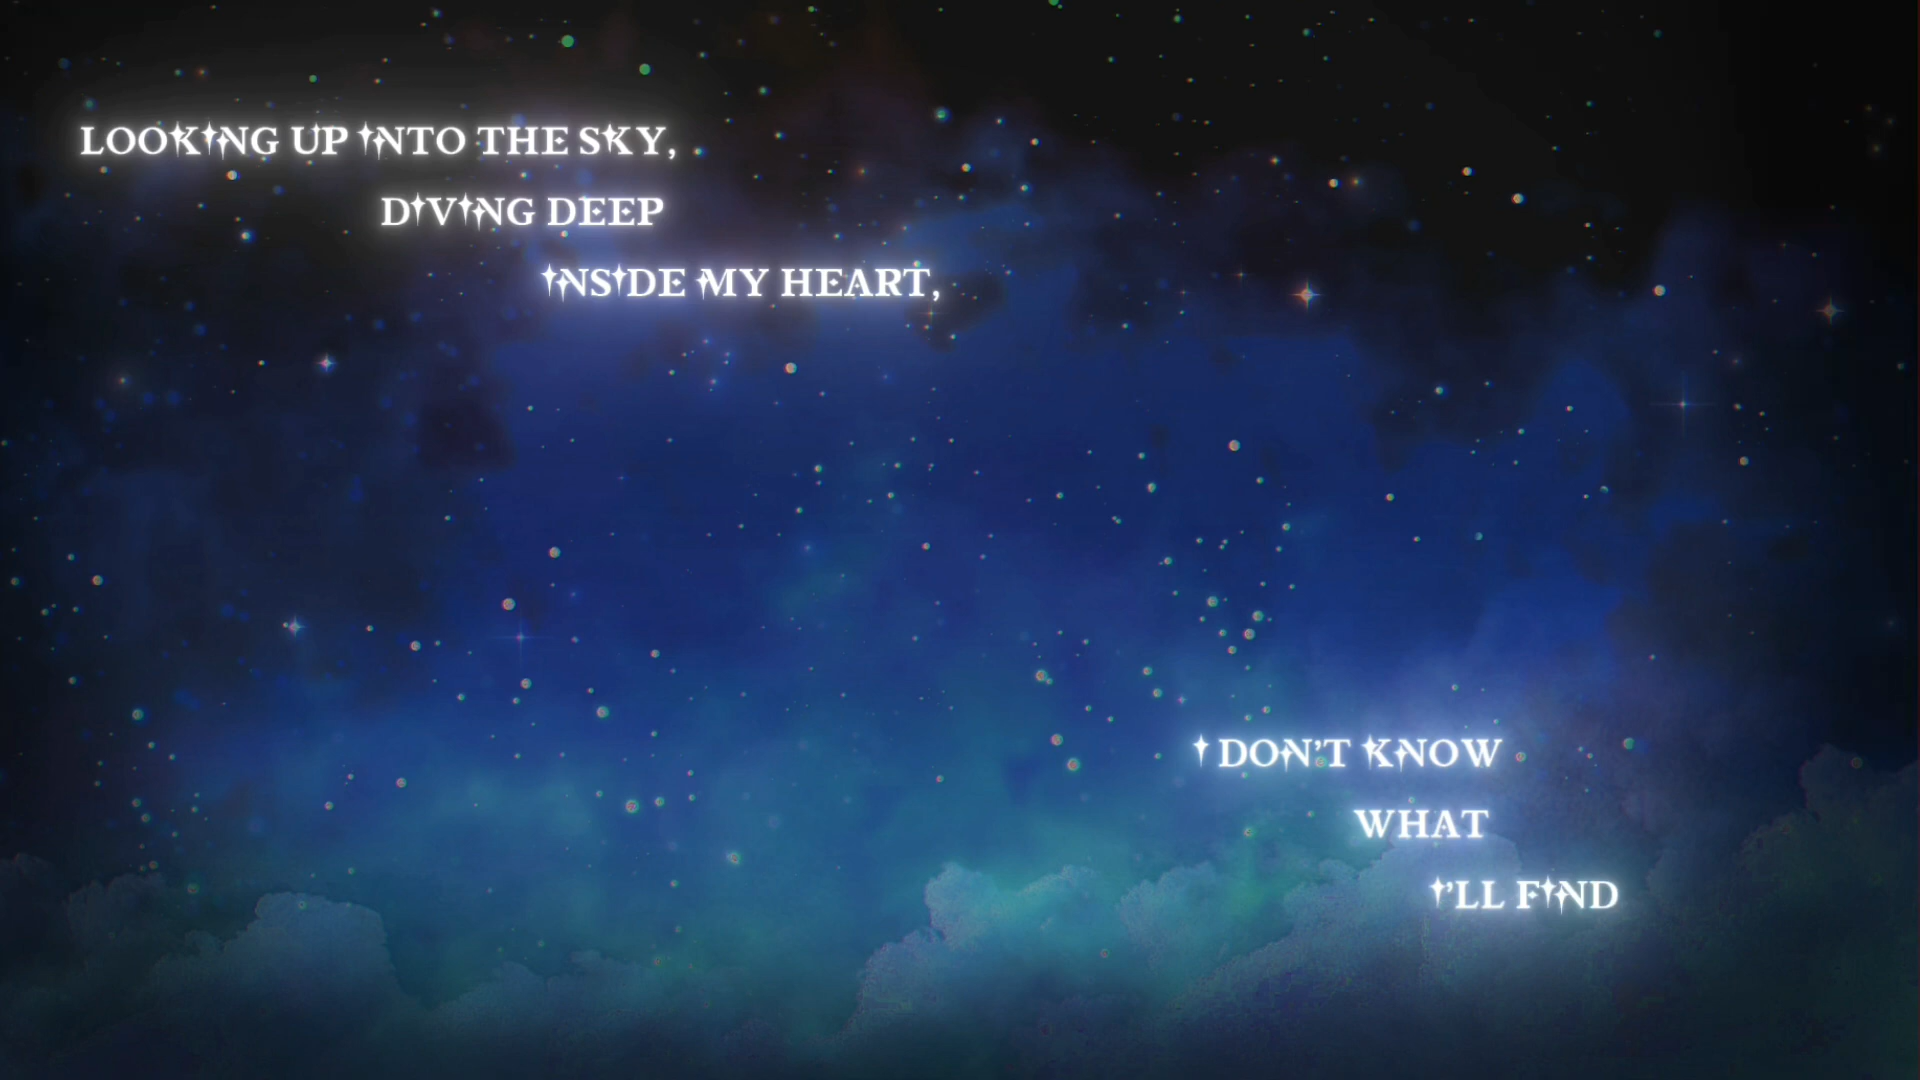 LOOKING UP INTO THE SKY,
DIVING DEEP
INSIDE MY HEART,
I DON'T KNOW
WHAT
I'LL FIND